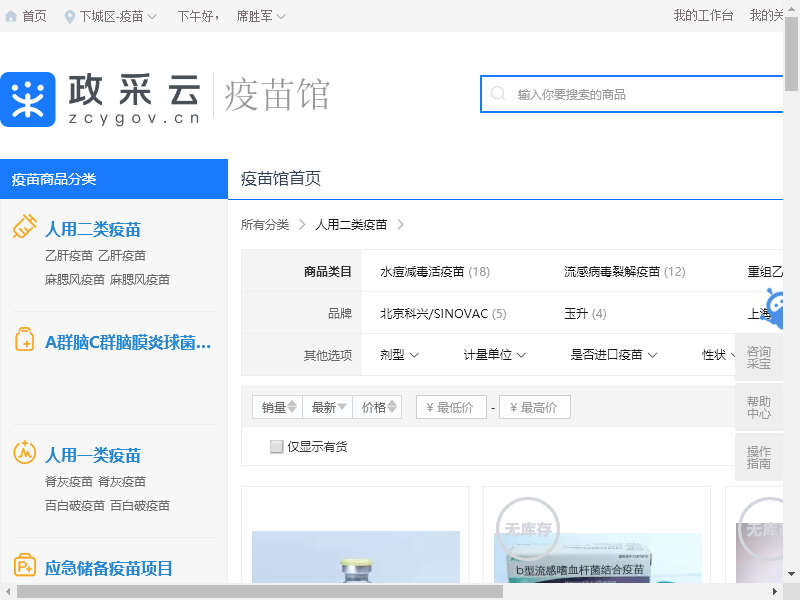 首页 下城区-疫苗 下午好， 席胜军 我的工作台 我的关
政采云 疫苗馆
zcygov.cn
输入你要搜索的商品
疫苗商品分类 疫苗馆首页
人用二类疫苗
乙肝疫苗 乙肝疫苗
麻腮风疫苗 麻腮风疫苗
A群脑C群脑膜炎球菌...
人用一类疫苗
脊灰疫苗 脊灰疫苗
百白破疫苗 百白破疫苗
应急储备疫苗项目
所有分类 人用二类疫苗
商品类目 水痘减毒活疫苗 (18) 流感病毒裂解疫苗 (12) 重组乙
品牌 北京科兴/SINOVAC (5) 玉升 (4) 上海
其他选项 剂型 计量单位 是否进口疫苗 性状
销量 最新 价格 ¥ 最低价 - ¥ 最高价
仅显示有货
咨询
采宝
帮助
中心
操作
指南
无库存
b型流感嗜血杆菌结合疫苗
无库